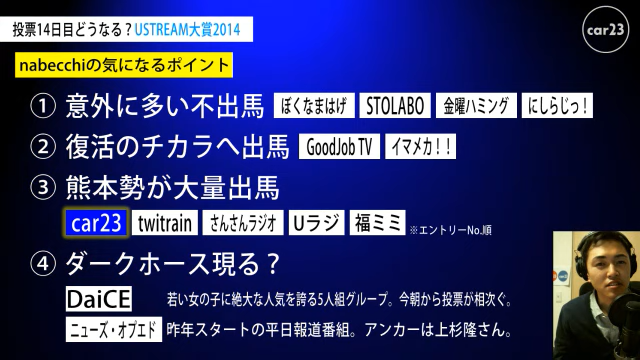 投票14日目どうなる？USTREAM大賞2014
car23
nabecchiの気になるポイント
① 意外に多い不出馬 ぼくなまはげ STOLABO 金曜ハミング にしらじっ！
② 復活のチカラへ出馬 GoodJob TV イマメカ！！
③ 熊本勢が大量出馬
car23 twitrain さんさんラジオ Uラジ 福ミミ ※エントリーNo.順
④ ダークホース現る？
DaiCE 若い女の子に絶大な人気を誇る5人組グループ。今朝から投票が相次ぐ。
ニューズ・オプエド 昨年スタートの平日報道番組。アンカーは上杉隆さん。